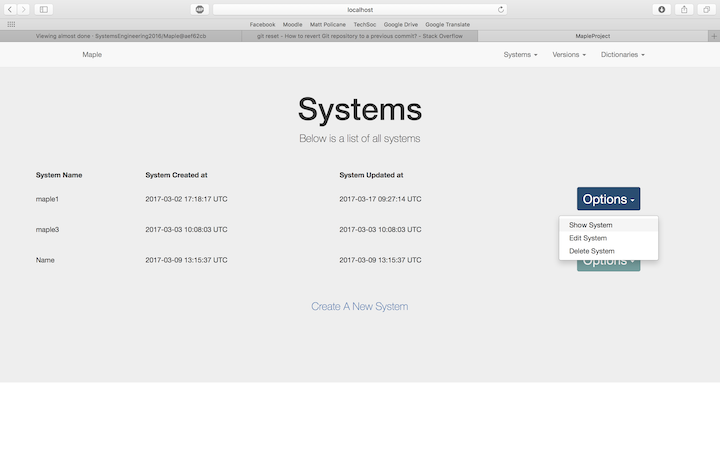 localhost
ABP
Facebook Moodle Matt Policane TechSoc Google Drive Google Translate
Viewing almost done · SystemsEngineering2016/Maple@aef62cb
git reset - How to revert Git repository to a previous commit? - Stack Overflow
MapleProject
Maple Systems Versions Dictionaries
Systems
Below is a list of all systems
System Name System Created at System Updated at
maple1 2017-03-02 17:18:17 UTC 2017-03-17 09:27:14 UTC Options
Show System
maple3 2017-03-03 10:08:03 UTC 2017-03-03 10:08:03 UTC
Edit System
Delete System
Name 2017-03-09 13:15:37 UTC 2017-03-09 13:15:37 UTC Options
Create A New System